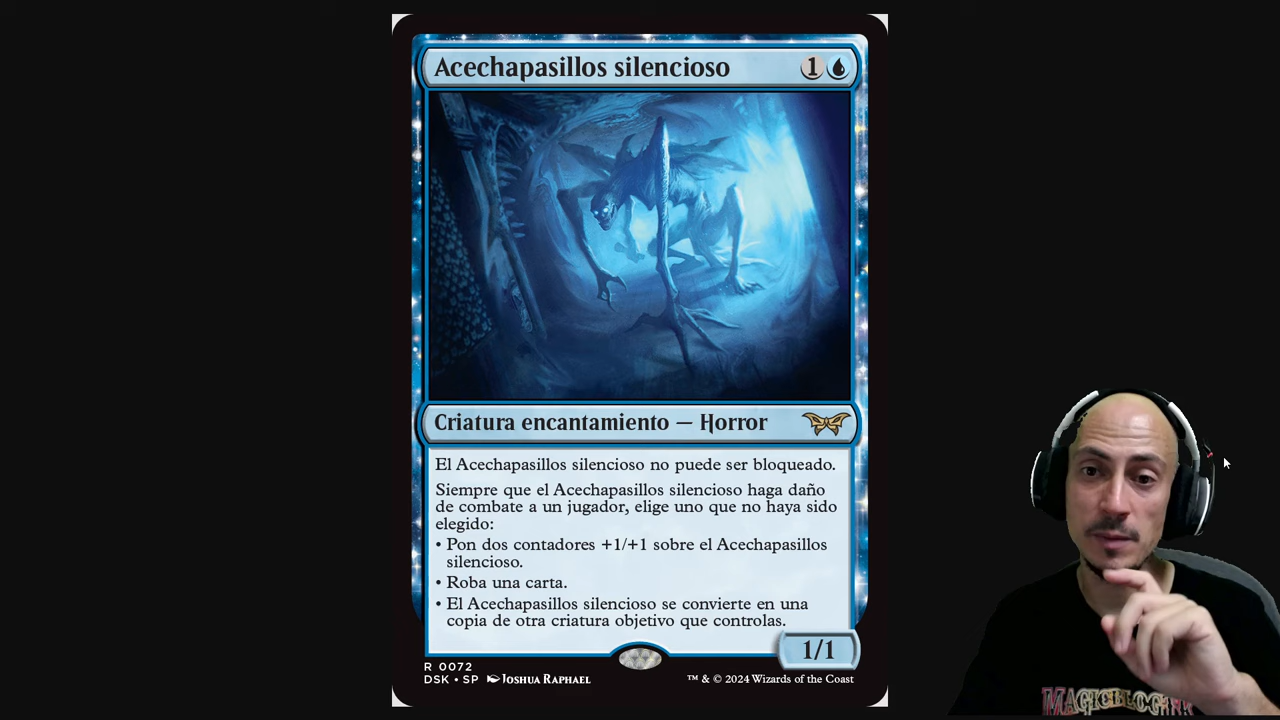 Acechapasillos silencioso 1
Criatura encantamiento — Horror
El Acechapasillos silencioso no puede ser bloqueado.
Siempre que el Acechapasillos silencioso haga daño
de combate a un jugador, elige uno que no haya sido
elegido:
• Pon dos contadores +1/+1 sobre el Acechapasillos
silencioso.
• Roba una carta.
• El Acechapasillos silencioso se convierte en una
copia de otra criatura objetivo que controlas.
1/1
R 0072
DSK • SP Joshua Raphael
™ & © 2024 Wizards of the Coast